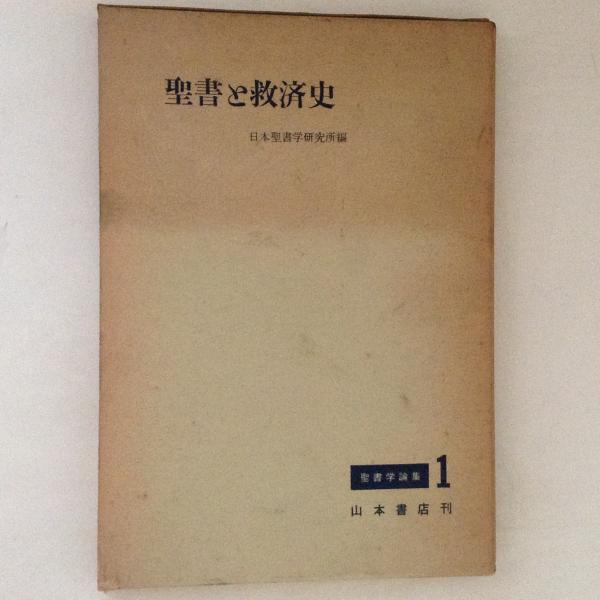 聖書と救済史
日本聖書学研究所編
聖書学論集 1
山本書店刊